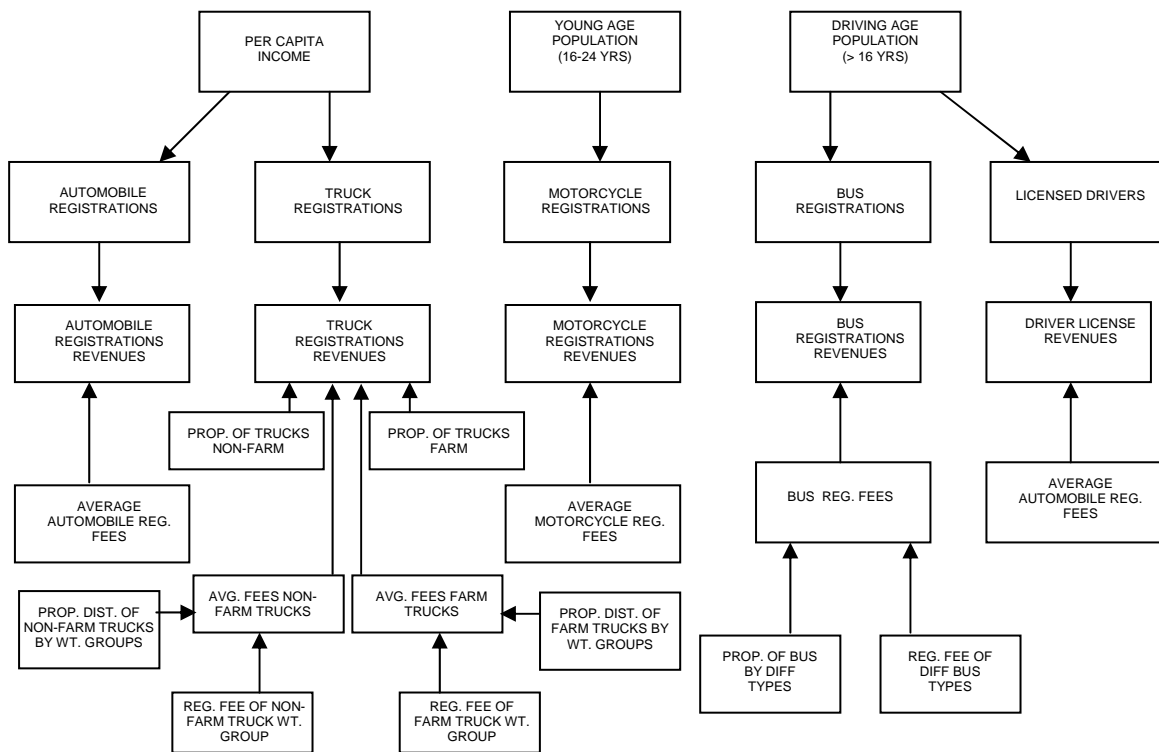 PER CAPITA
INCOME
YOUNG AGE
POPULATION
(16-24 YRS)
DRIVING AGE
POPULATION
(> 16 YRS)
AUTOMOBILE
REGISTRATIONS
TRUCK
REGISTRATIONS
MOTORCYCLE
REGISTRATIONS
BUS
REGISTRATIONS
LICENSED DRIVERS
AUTOMOBILE
REGISTRATIONS
REVENUES
TRUCK
REGISTRATIONS
REVENUES
MOTORCYCLE
REGISTRATIONS
REVENUES
BUS
REGISTRATIONS
REVENUES
DRIVER LICENSE
REVENUES
PROP. OF TRUCKS
NON-FARM
PROP. OF TRUCKS
FARM
AVERAGE
AUTOMOBILE REG.
FEES
AVERAGE
MOTORCYCLE REG.
FEES
BUS REG. FEES
AVERAGE
AUTOMOBILE REG.
FEES
PROP. DIST. OF
NON-FARM TRUCKS
BY WT. GROUPS
AVG. FEES NON-
FARM TRUCKS
AVG. FEES FARM
TRUCKS
PROP. DIST. OF
FARM TRUCKS BY
WT. GROUPS
PROP. OF BUS
BY DIFF
TYPES
REG. FEE OF
DIFF BUS
TYPES
REG. FEE OF NON-
FARM TRUCK WT.
GROUP
REG. FEE OF
FARM TRUCK WT.
GROUP